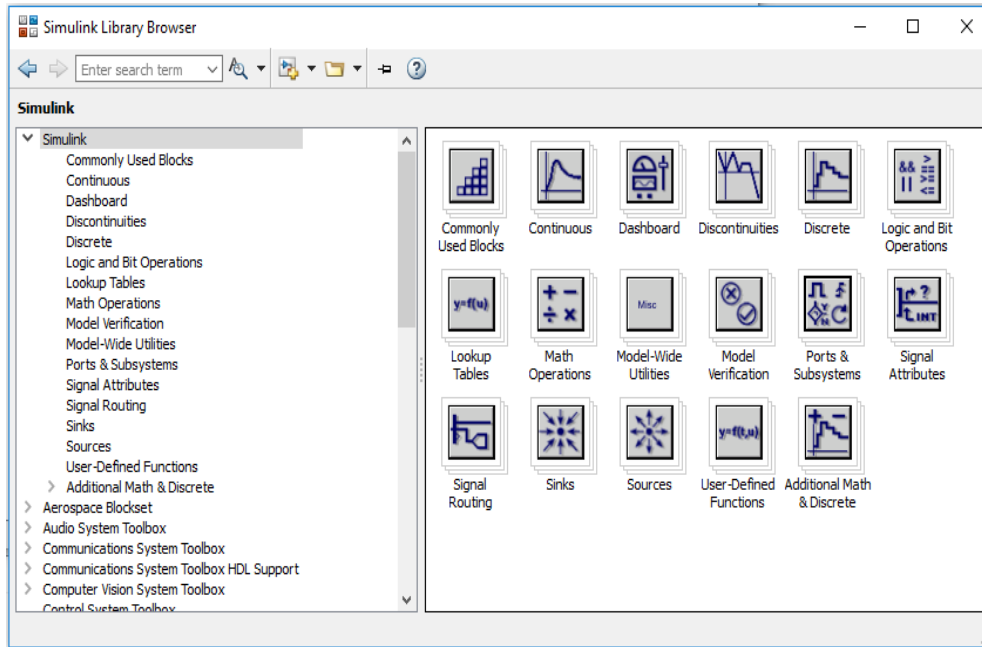 Simulink Library Browser
Enter search term
Simulink
Simulink
Commonly Used Blocks
Continuous
Dashboard
Discontinuities
Discrete
Logic and Bit Operations
Lookup Tables
Math Operations
Model Verification
Model-Wide Utilities
Ports & Subsystems
Signal Attributes
Signal Routing
Sinks
Sources
User-Defined Functions
Additional Math & Discrete
Aerospace Blockset
Audio System Toolbox
Communications System Toolbox
Communications System Toolbox HDL Support
Computer Vision System Toolbox
Control System Toolbox
&& >
|| ==
>=
<=
Commonly
Used Blocks
Continuous
Dashboard
Discontinuities
Discrete
Logic and Bit
Operations
y=f(u)
+ −
÷ ×
Misc
Y
N
?
INT
Lookup
Tables
Math
Operations
Model-Wide
Utilities
Model
Verification
Ports &
Subsystems
Signal
Attributes
y=f(t,u)
+ −
Signal
Routing
Sinks
Sources
User-Defined
Functions
Additional Math
& Discrete